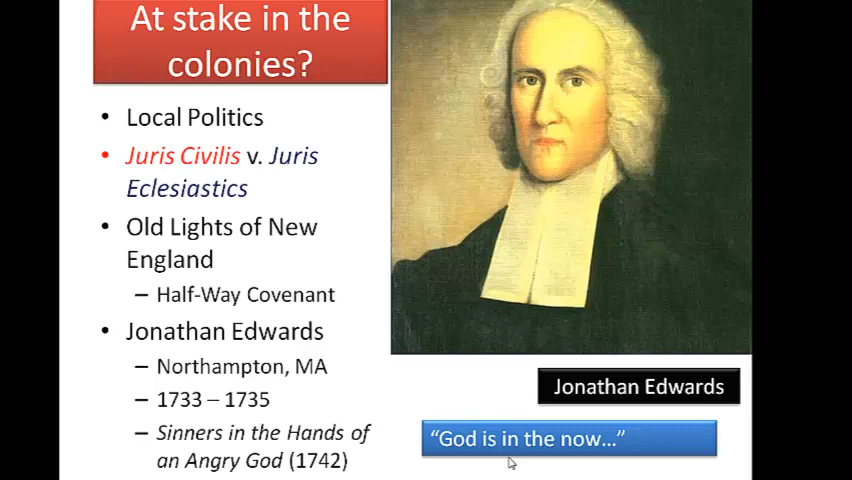 At stake in the
colonies?
• Local Politics
• Juris Civilis v. Juris
Eclesiastics
• Old Lights of New
England
– Half-Way Covenant
• Jonathan Edwards
– Northampton, MA
– 1733 – 1735
– Sinners in the Hands of
an Angry God (1742)
Jonathan Edwards
“God is in the now…”